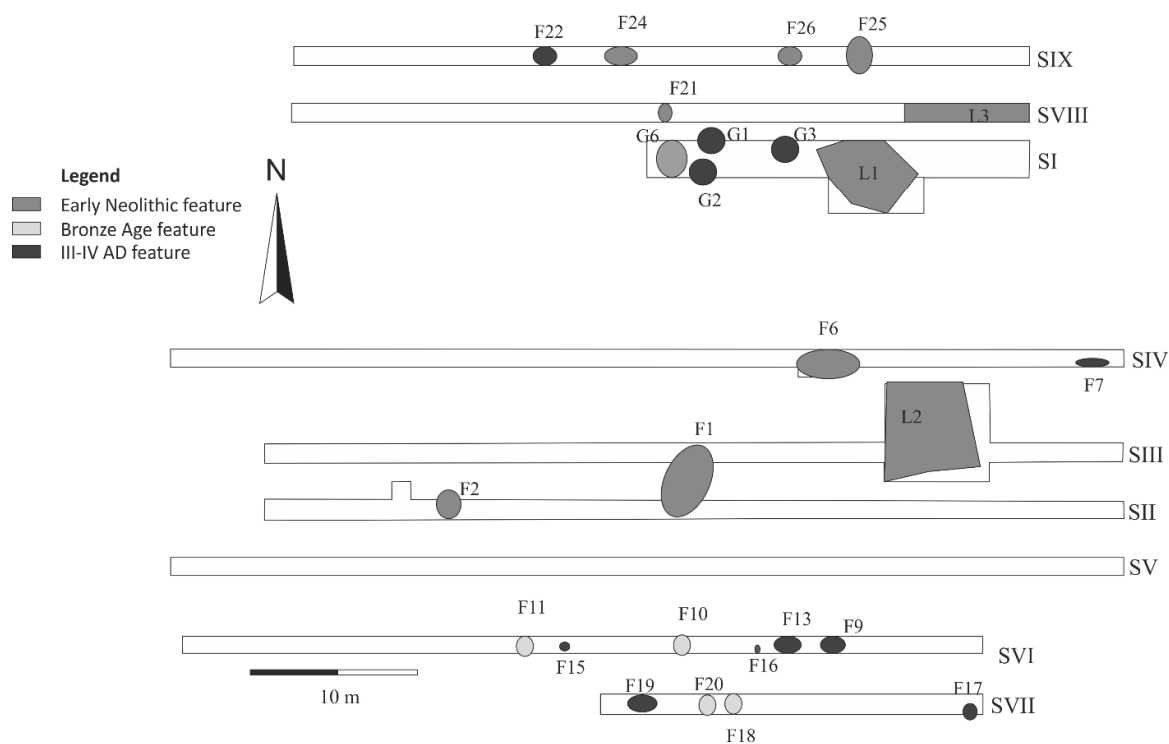 F22
F24
F26
F25
SIX
F21
L3
SVIII
G6
G1
G3
L1
SI
G2
Legend
Early Neolithic feature
Bronze Age feature
III-IV AD feature
N
F6
SIV
F7
L2
F1
SIII
F2
SII
SV
F11
F10
F13
F9
F15
F16
SVI
10 m
F19
F20
F17
SVII
F18